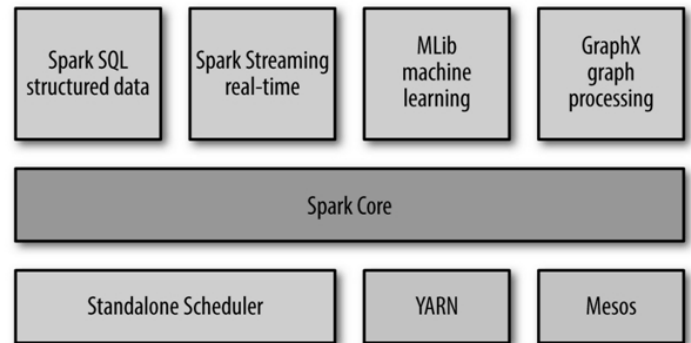 Spark SQL
structured data
Spark Streaming
real-time
MLib
machine
learning
GraphX
graph
processing
Spark Core
Standalone Scheduler
YARN
Mesos